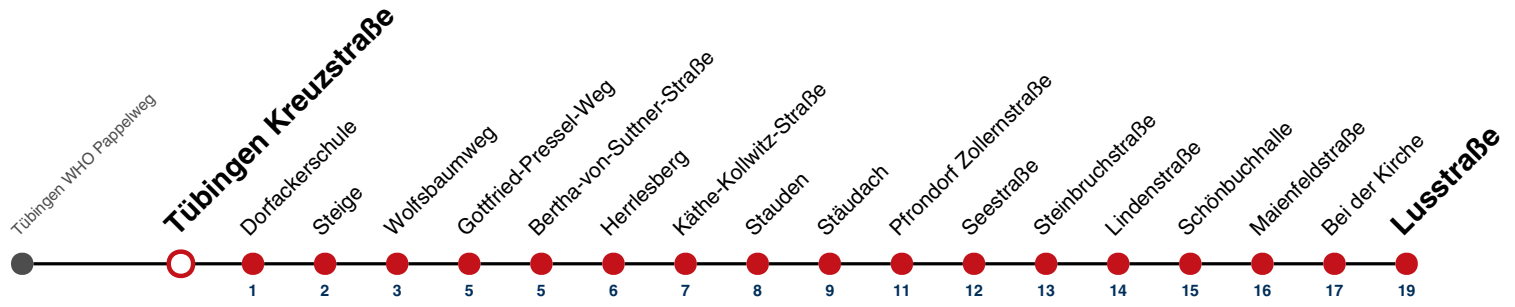 Tübingen WHO Pappelweg
Tübingen Kreuzstraße
Dorfackerschule
Steige
Wolfsbaumweg
Gottfried-Pressel-Weg
Bertha-von-Suttner-Straße
Herrlesberg
Käthe-Kollwitz-Straße
Stauden
Stäudach
Pfrondorf Zollernstraße
Seestraße
Steinbruchstraße
Lindenstraße
Schönbuchhalle
Maienfeldstraße
Bei der Kirche
Lusstraße
1 2 3 5 5 6 7 8 9 11 12 13 14 15 16 17 19